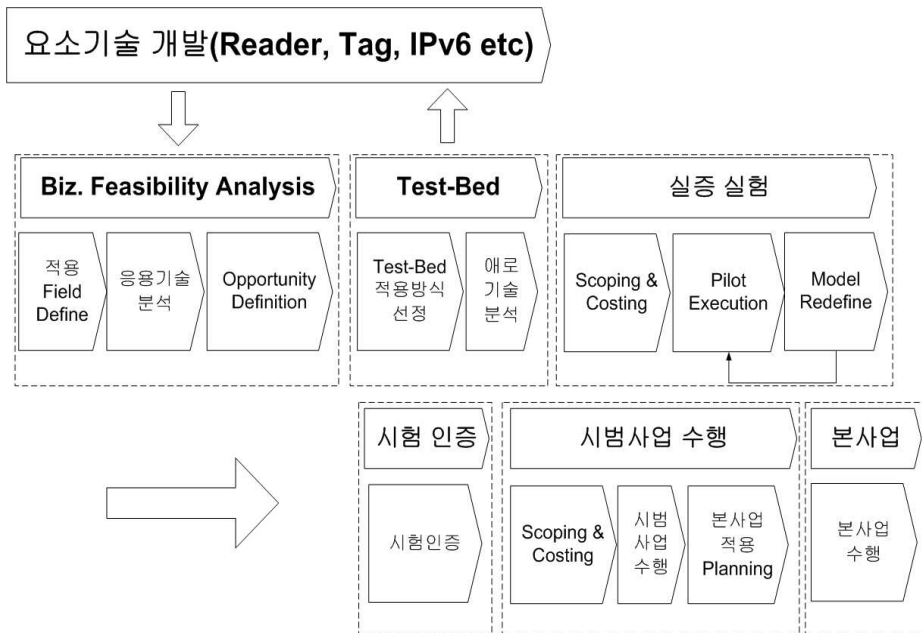 요소기술 개발(Reader, Tag, IPv6 etc)
Biz. Feasibility Analysis
적용
Field
Define
응용기술
분석
Opportunity
Definition
Test-Bed
Test-Bed
적용방식
선정
애로
기술
분석
실증 실험
Scoping &
Costing
Pilot
Execution
Model
Redefine
시험 인증
시험인증
시범사업 수행
Scoping &
Costing
시범
사업
수행
본사업
적용
Planning
본사업
본사업
수행